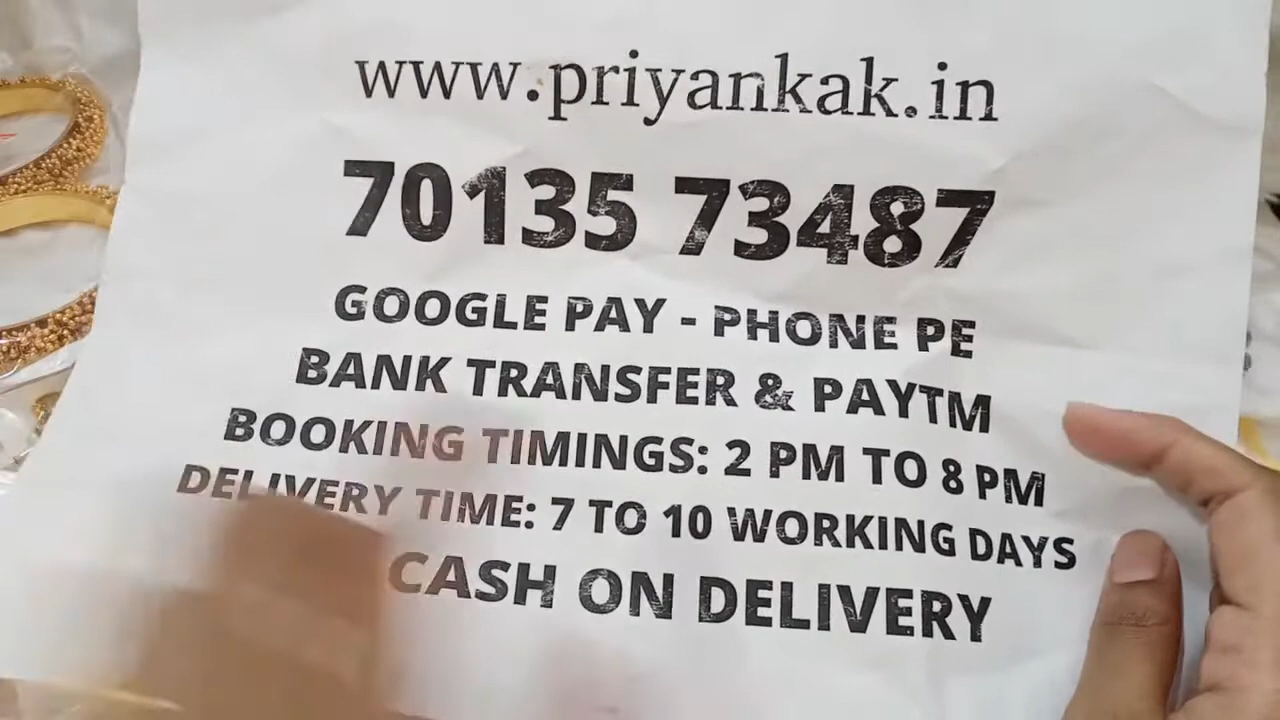 www.priyankak.in
70135 73487
GOOGLE PAY - PHONE PE
BANK TRANSFER & PAYTM
BOOKING TIMINGS: 2 PM TO 8 PM
DELIVERY TIME: 7 TO 10 WORKING DAYS
CASH ON DELIVERY